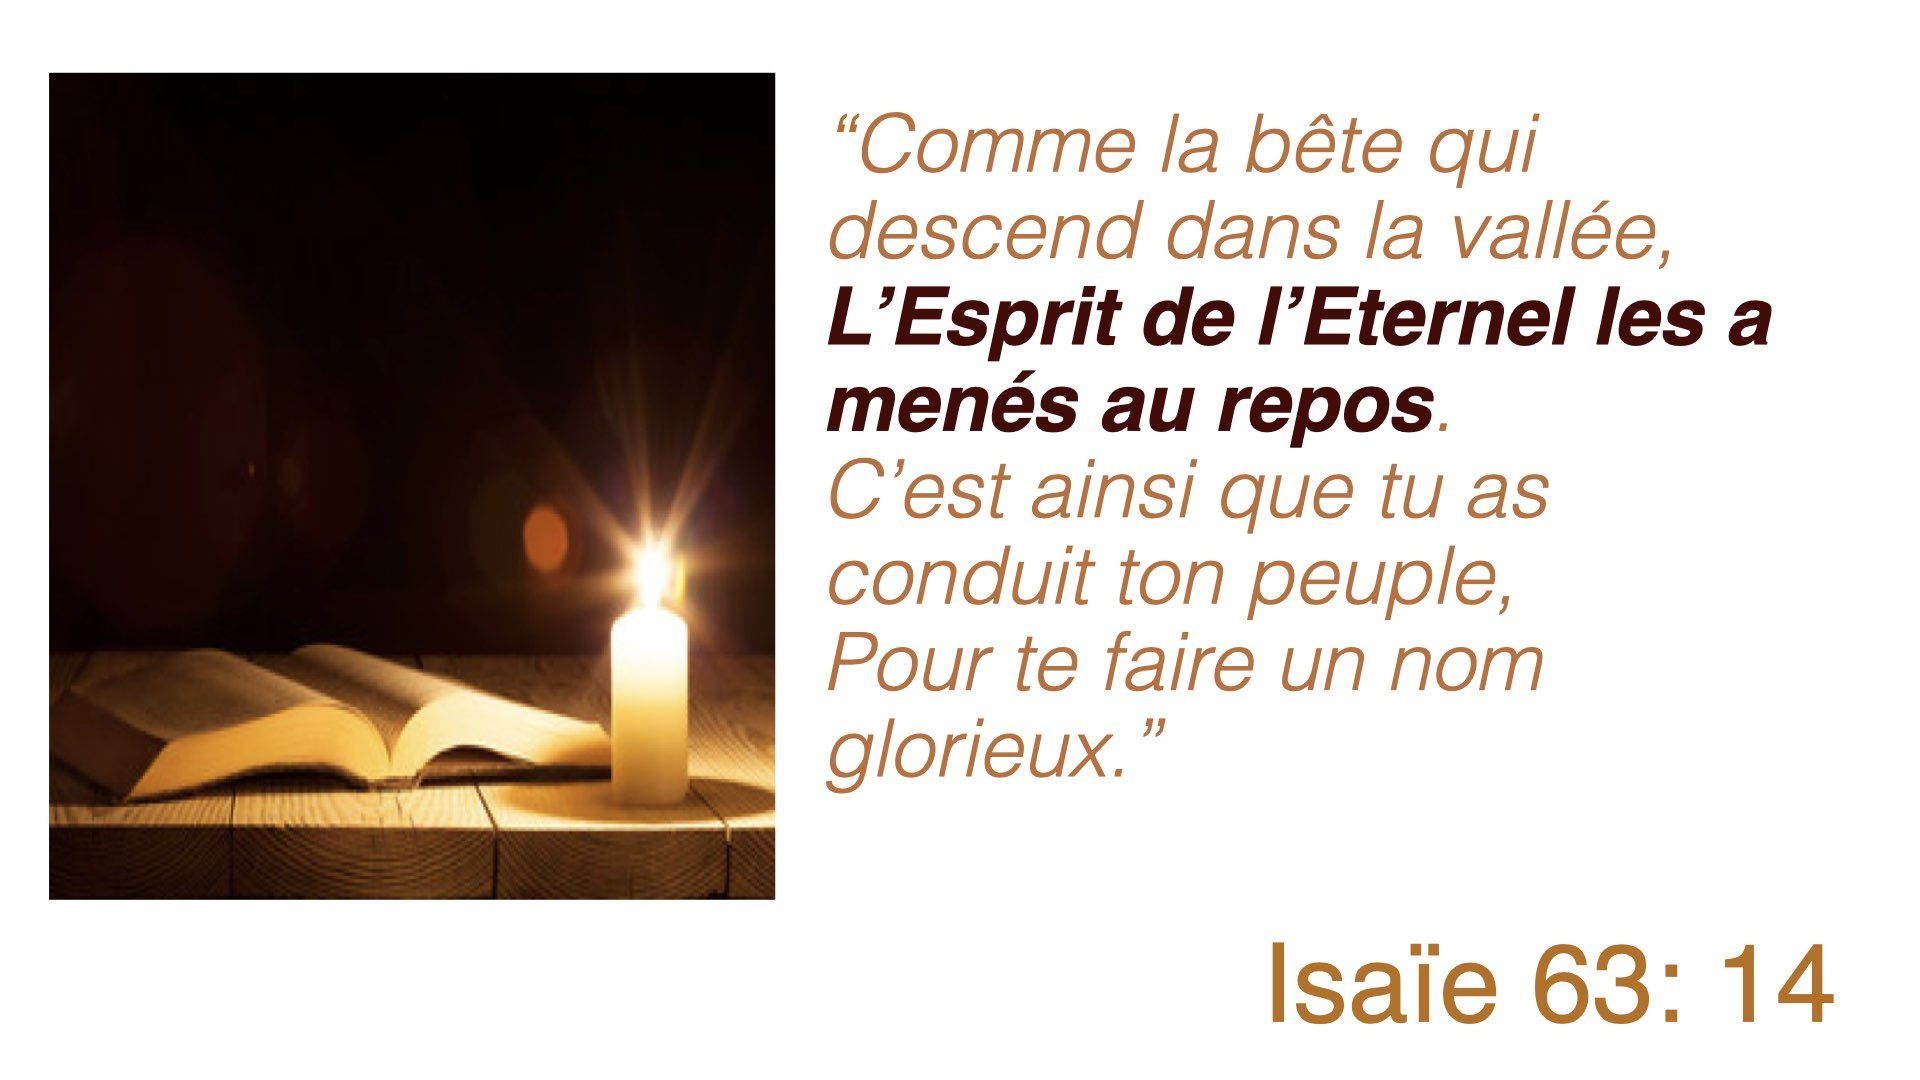 “Comme la bête qui
descend dans la vallée,
L’Esprit de l’Eternel les a
menés au repos.
C’est ainsi que tu as
conduit ton peuple,
Pour te faire un nom
glorieux.”
Isaïe 63: 14